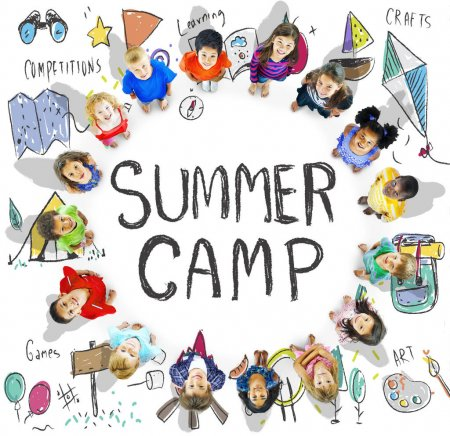 Learning
CRAFTS
COMPETITIONS
SUMMER
CAMP
Games
ART